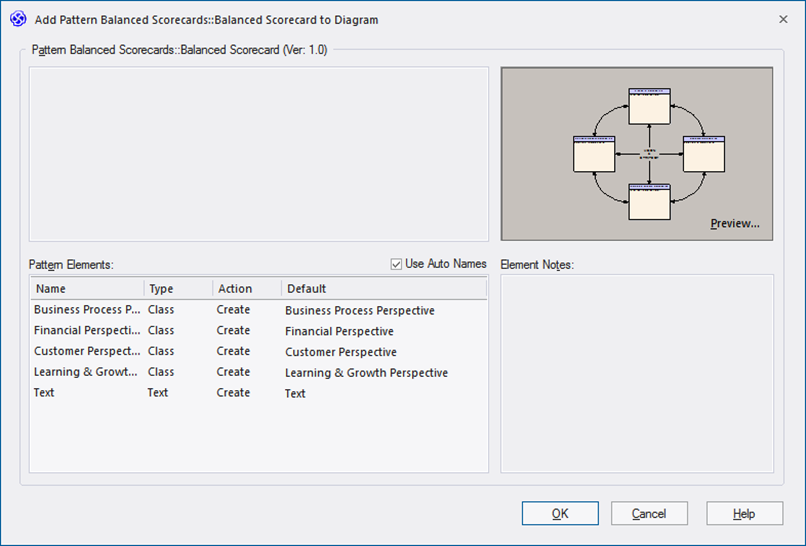 Add Pattern Balanced Scorecards::Balanced Scorecard to Diagram
Pattern Balanced Scorecards::Balanced Scorecard (Ver: 1.0)
Preview...
Pattern Elements:
Use Auto Names
Element Notes:
Name Type Action Default
Business Process P... Class Create Business Process Perspective
Financial Perspecti... Class Create Financial Perspective
Customer Perspect... Class Create Customer Perspective
Learning & Growt... Class Create Learning & Growth Perspective
Text Text Create Text
OK Cancel Help